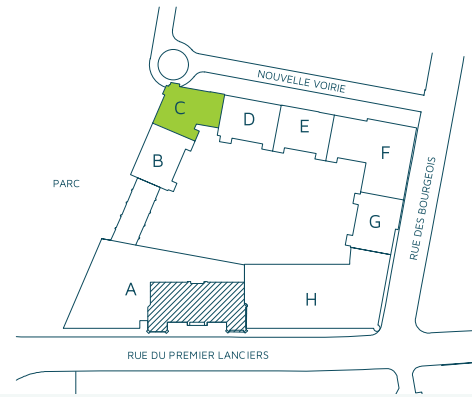 NOUVELLE VOIRIE
C
D
E
F
B
PARC
G
RUE DES BOURGEOIS
A
H
RUE DU PREMIER LANCIERS